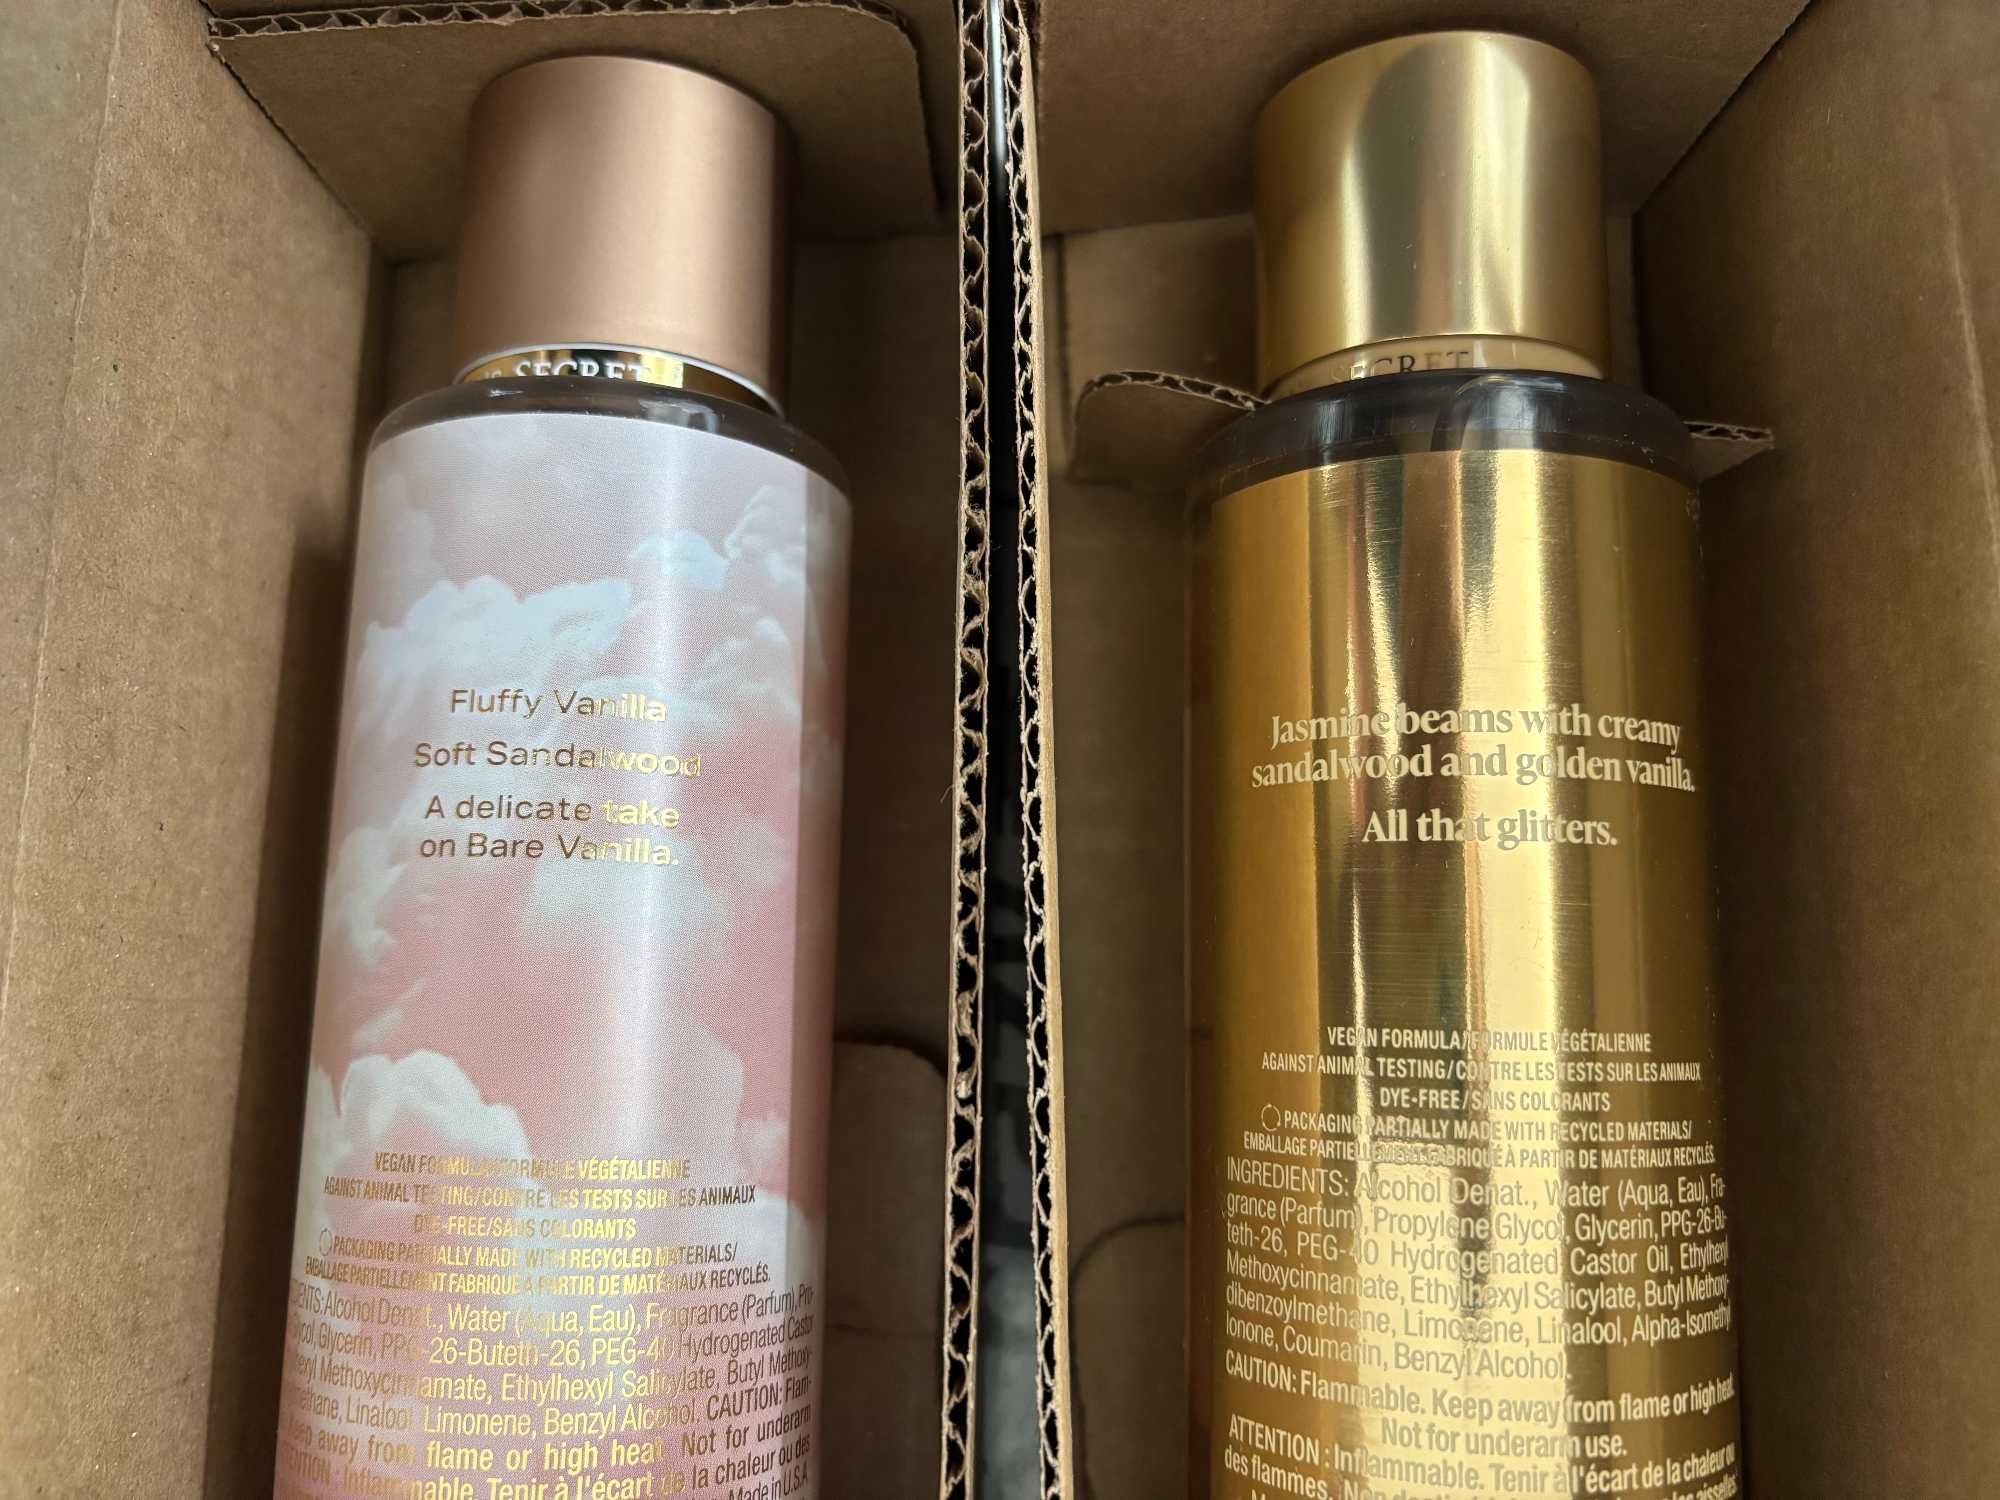 SECRET
Fluffy Vanilla
Soft Sandalwood
A delicate take
on Bare Vanilla.
VEGAN FORMULA/FORMULE VÉGÉTALIENNE
AGAINST ANIMAL TESTING/CONTRE LES TESTS SUR LES ANIMAUX
DYE-FREE/SANS COLORANTS
PACKAGING PARTIALLY MADE WITH RECYCLED MATERIALS/
EMBALLAGE PARTIELLEMENT FABRIQUÉ À PARTIR DE MATÉRIAUX RECYCLÉS.
Alcohol Denat., Water (Aqua, Eau), Fragrance (Parfum), Pro-
Glycerin, PPG-26-Buteth-26, PEG-40 Hydrogenated Castor
Methoxycinnamate, Ethylhexyl Salicylate, Butyl Methoxy-
Linalool, Limonene, Benzyl Alcohol. CAUTION: Flam-
away from flame or high heat. Not for underarm
Inflammable. Tenir à l'écart de la chaleur ou des
Made in U.S.A.
SECRET
Jasmine beams with creamy
sandalwood and golden vanilla.
All that glitters.
VEGAN FORMULA/FORMULE VÉGÉTALIENNE
AGAINST ANIMAL TESTING/CONTRE LES TESTS SUR LES ANIMAUX
DYE-FREE/SANS COLORANTS
PACKAGING PARTIALLY MADE WITH RECYCLED MATERIALS/
EMBALLAGE PARTIELLEMENT FABRIQUÉ À PARTIR DE MATÉRIAUX RECYCLÉS.
INGREDIENTS: Alcohol Denat., Water (Aqua, Eau), Fra-
grance (Parfum), Propylene Glycol, Glycerin, PPG-26-Bu-
teth-26, PEG-40 Hydrogenated Castor Oil, Ethylhexyl
Methoxycinnamate, Ethylhexyl Salicylate, Butyl Methoxy-
dibenzoylmethane, Limonene, Linalool, Alpha-Isomethyl
Ionone, Coumarin, Benzyl Alcohol.
CAUTION: Flammable. Keep away from flame or high heat.
Not for underarm use.
ATTENTION : Inflammable. Tenir à l'écart de la chaleur ou
des flammes. les aisselles.